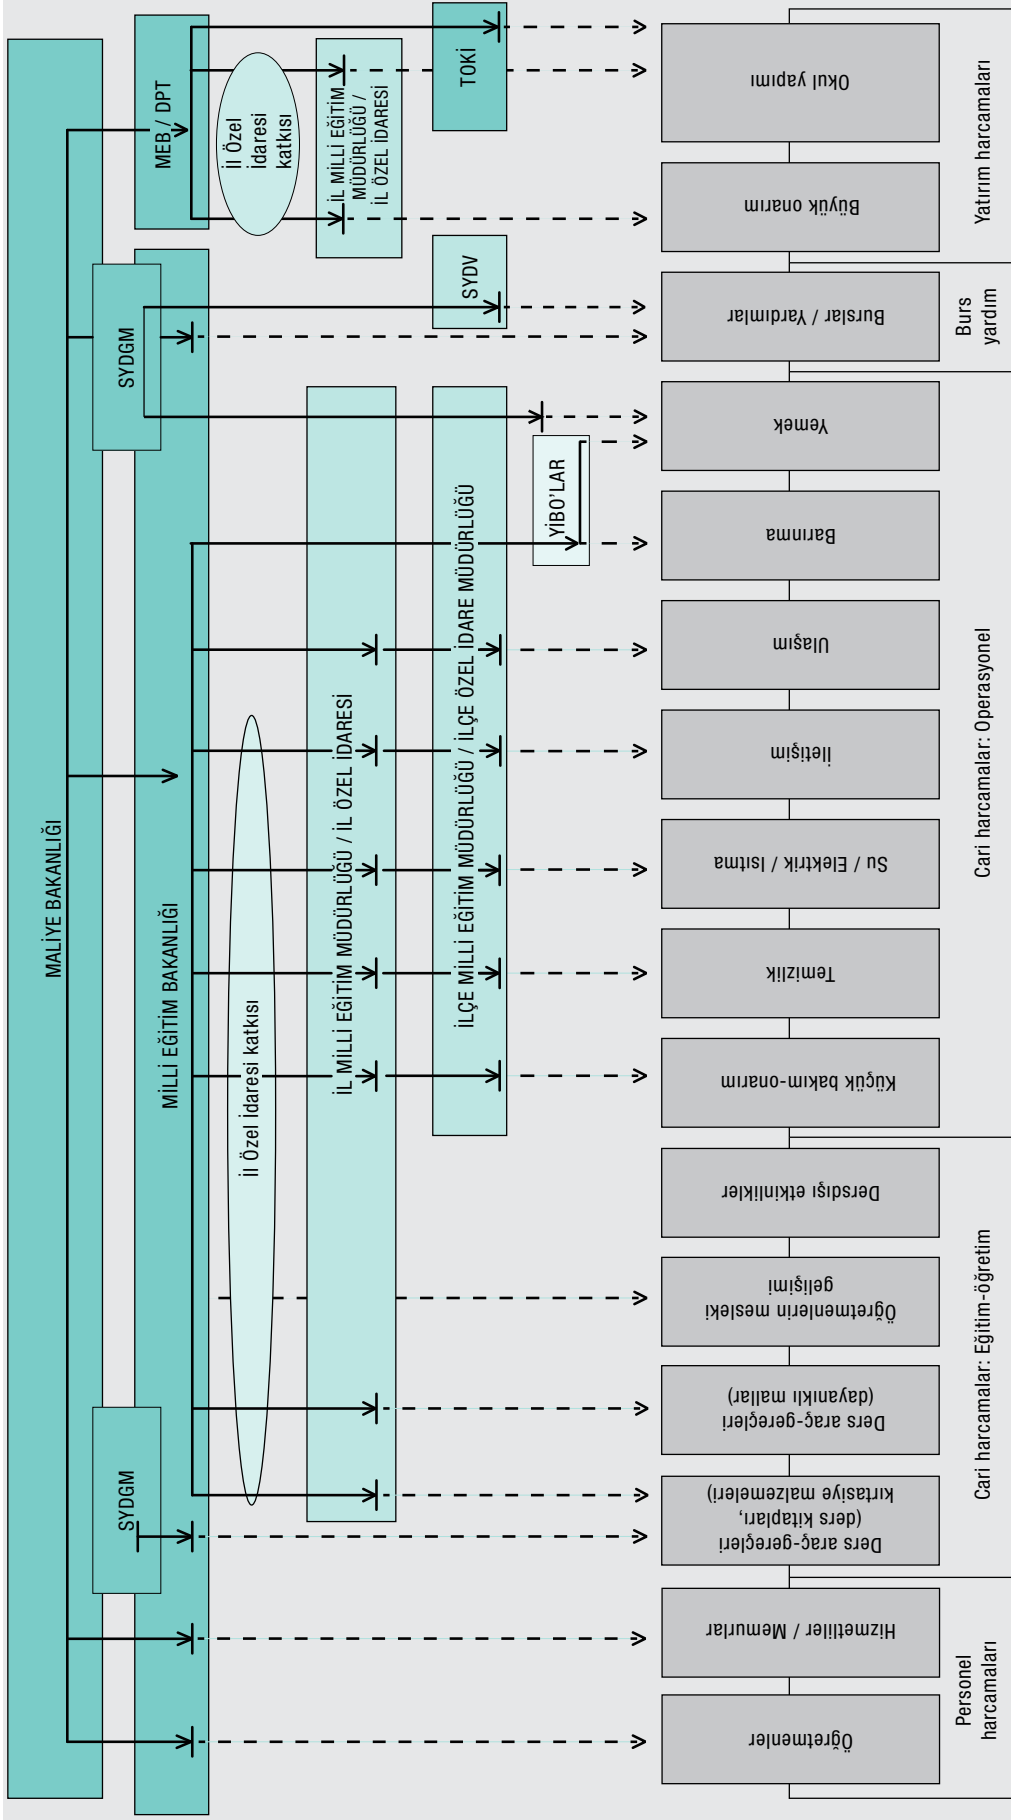 MALİYE BAKANLIĞI
SYDGM
SYDGM
MİLLİ EĞİTİM BAKANLIĞI
MEB / DPT
İl Özel İdaresi katkısı
İl Özel
İdaresi
katkısı
İL MİLLİ EĞİTİM MÜDÜRLÜĞÜ / İL ÖZEL İDARESİ
İL MİLLİ EĞİTİM
MÜDÜRLÜĞÜ /
İL ÖZEL İDARESİ
İLÇE MİLLİ EĞİTİM MÜDÜRLÜĞÜ / İLÇE ÖZEL İDARE MÜDÜRLÜĞÜ
SYDV
TOKİ
YİBO'LAR
Öğretmenler
Hizmetliler / Memurlar
Ders araç-gereçleri
(ders kitapları,
kırtasiye malzemeleri)
Ders araç-gereçleri
(dayanıklı mallar)
Öğretmenlerin mesleki
gelişimi
Dersdışı etkinlikler
Küçük bakım-onarım
Temizlik
Su / Elektrik / Isıtma
İletişim
Ulaşım
Barınma
Yemek
Burslar / Yardımlar
Büyük onarım
Okul yapımı
Personel
harcamaları
Cari harcamalar: Eğitim-öğretim
Cari harcamalar: Operasyonel
Burs
yardım
Yatırım harcamaları